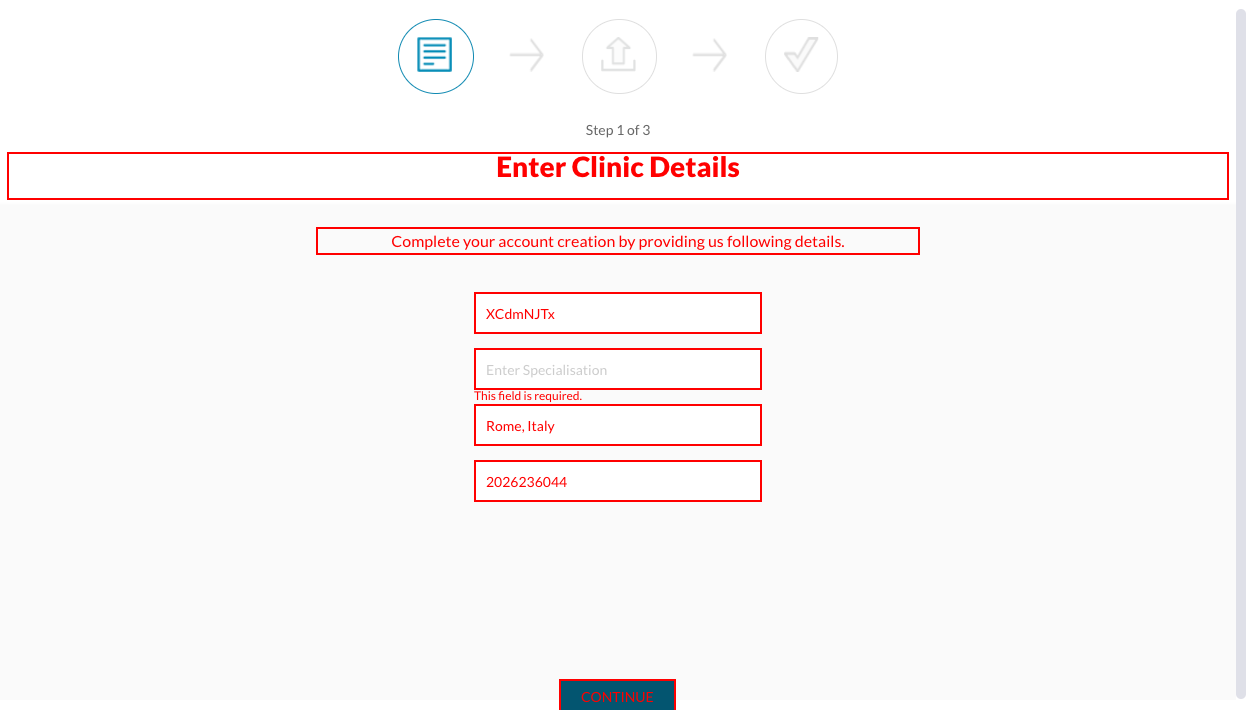 Step 1 of 3
Enter Clinic Details
Complete your account creation by providing us following details.
XCdmNJTx
Enter Specialisation
This field is required.
Rome, Italy
2026236044
CONTINUE